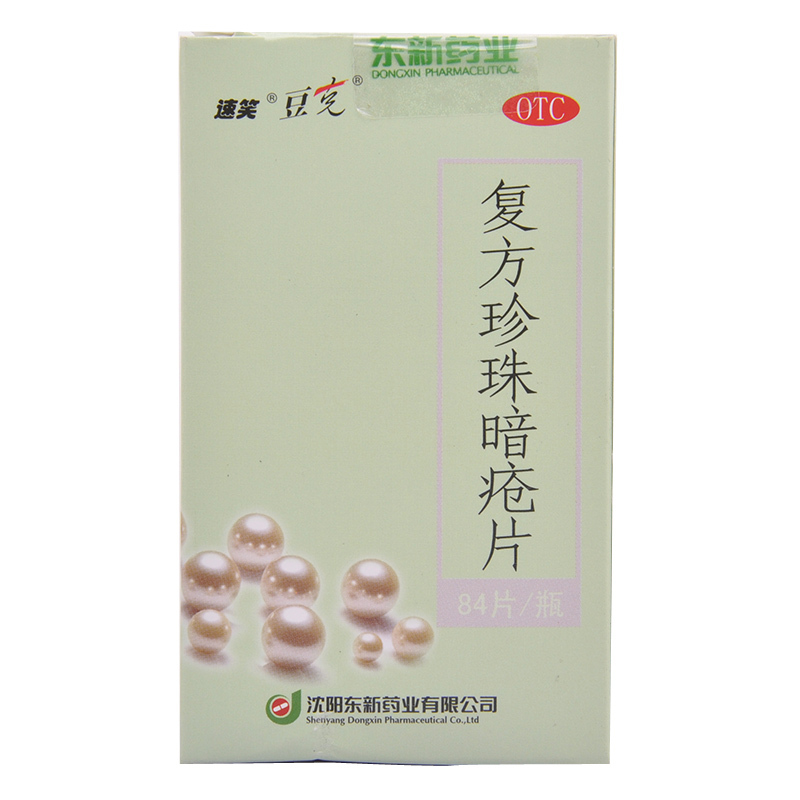 东新药业
DONGXIN PHARMACEUTICAL
速笑® 豆克®
OTC
复方珍珠暗疮片
84片/瓶
沈阳东新药业有限公司
Shenyang Dongxin Pharmaceutical Co.,Ltd